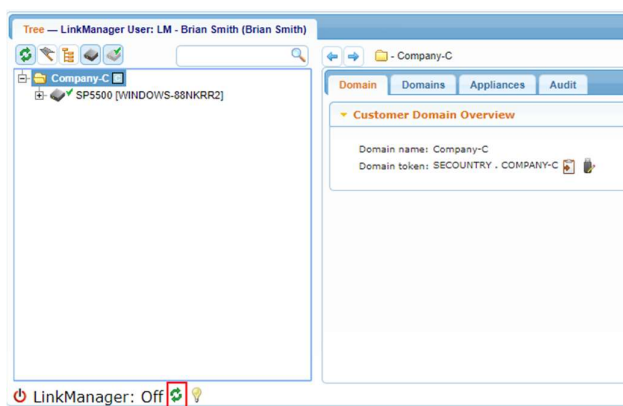 Tree — LinkManager User: LM - Brian Smith (Brian Smith)
Company-C
SP5500 [WINDOWS-88NKRR2]
- Company-C
Domain
Domains
Appliances
Audit
Customer Domain Overview
Domain name: Company-C
Domain token: SECOUNTRY . COMPANY-C
LinkManager: Off